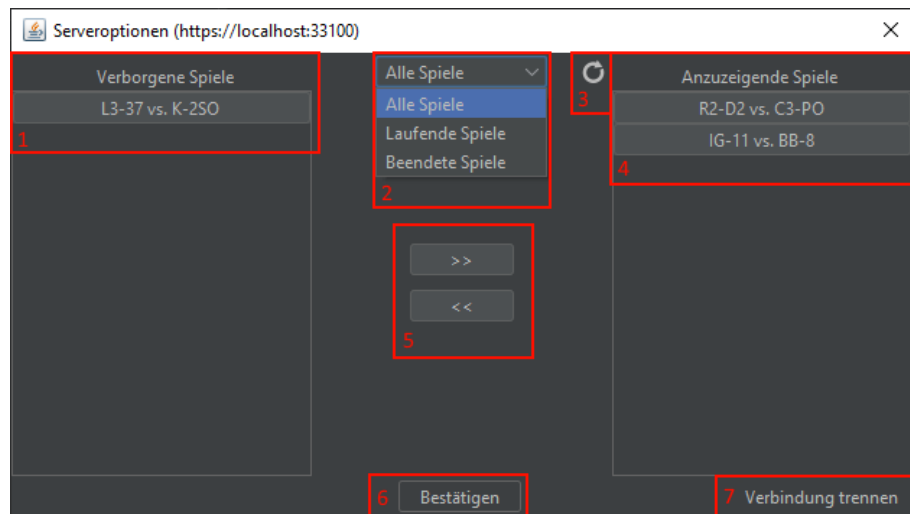 Serveroptionen (https://localhost:33100)
Verborgene Spiele
L3-37 vs. K-2SO
1
Alle Spiele
Alle Spiele
Laufende Spiele
Beendete Spiele
2
3
Anzuzeigende Spiele
R2-D2 vs. C3-PO
IG-11 vs. BB-8
4
>>
<<
5
6 Bestätigen
7 Verbindung trennen